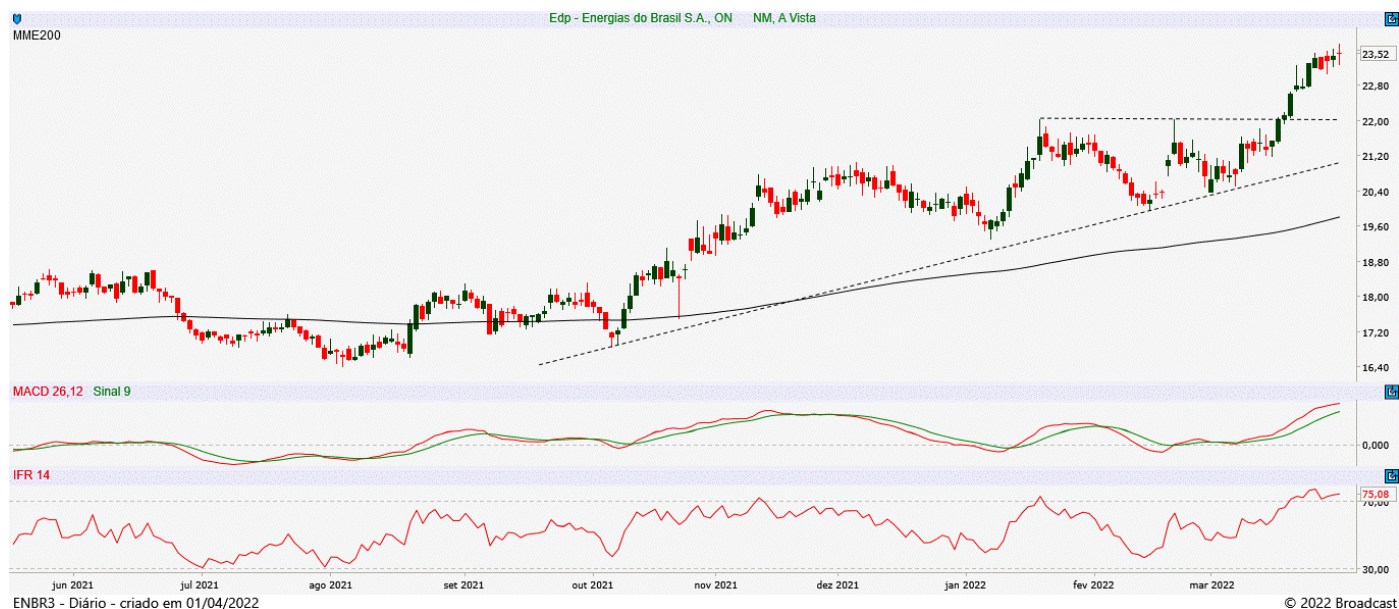 Edp - Energias do Brasil S.A., ON NM, A Vista
MME200
23,52
22,80
22,00
21,20
20,40
19,60
18,80
18,00
17,20
16,40
MACD 26,12 Sinal 9
0,000
IFR 14
75,08
70,00
30,00
jun 2021 jul 2021 ago 2021 set 2021 out 2021 nov 2021 dez 2021 jan 2022 fev 2022 mar 2022
ENBR3 - Diário - criado em 01/04/2022 © 2022 Broadcast